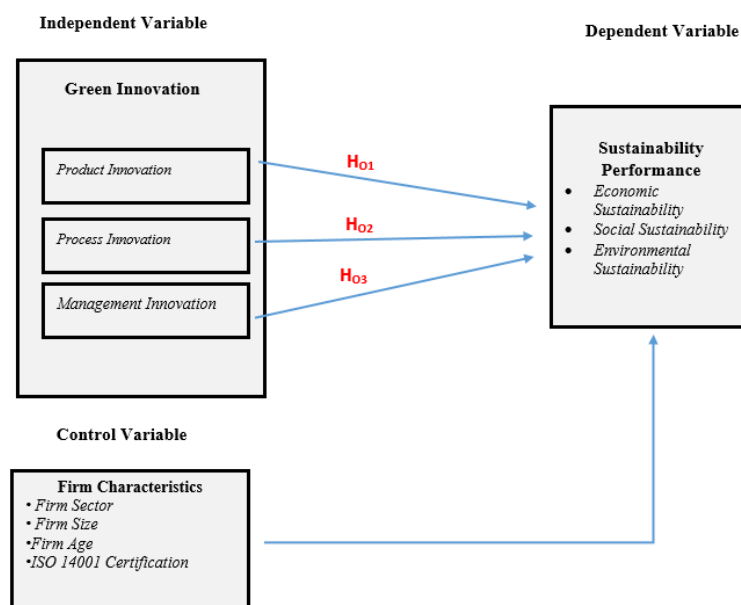 Independent Variable
Dependent Variable
Green Innovation
Product Innovation
Process Innovation
Management Innovation
HO1
HO2
HO3
Sustainability
Performance
• Economic
Sustainability
• Social Sustainability
• Environmental
Sustainability
Control Variable
Firm Characteristics
• Firm Sector
• Firm Size
•Firm Age
•ISO 14001 Certification